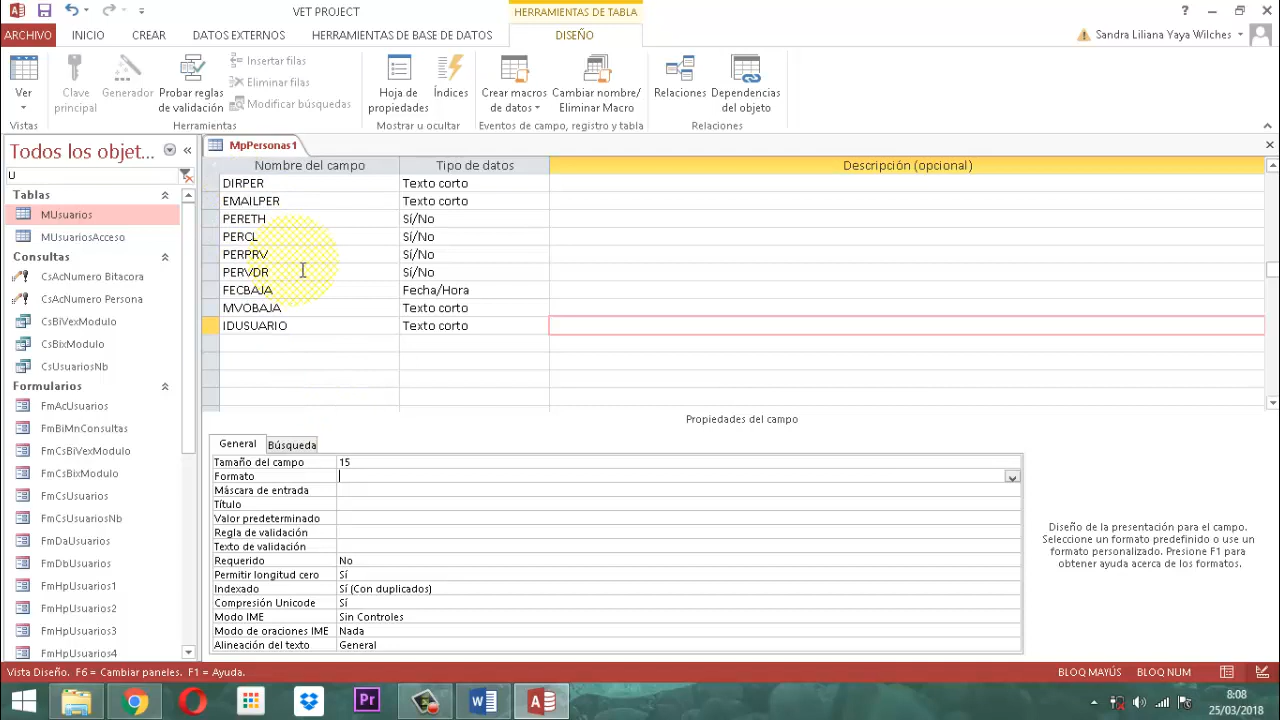 VET PROJECT
HERRAMIENTAS DE TABLA
?
ARCHIVO INICIO CREAR DATOS EXTERNOS HERRAMIENTAS DE BASE DE DATOS DISEÑO
Sandra Liliana Yaya Wilches
Ver
Vistas
Clave principal
Generador
Probar reglas de validación
Insertar filas
Eliminar filas
Modificar búsquedas
Herramientas
Hoja de propiedades
Índices
Mostrar u ocultar
Crear macros de datos
Cambiar nombre/ Eliminar Macro
Eventos de campo, registro y tabla
Relaciones
Dependencias del objeto
Relaciones
Todos los objet...
U
Tablas
MUsuarios
MUsuariosAcceso
Consultas
CsAcNumero Bitacora
CsAcNumero Persona
CsBiVexModulo
CsBixModulo
CsUsuariosNb
Formularios
FmAcUsuarios
FmBiMnConsultas
FmCsBiVexModulo
FmCsBixModulo
FmCsUsuarios
FmCsUsuariosNb
FmDaUsuarios
FmDbUsuarios
FmHpUsuarios1
FmHpUsuarios2
FmHpUsuarios3
FmHpUsuarios4
MpPersonas1
Nombre del campo Tipo de datos Descripción (opcional)
DIRPER Texto corto
EMAILPER Texto corto
PERETH Sí/No
PERCL Sí/No
PERPRV Sí/No
PERVDR Sí/No
FECBAJA Fecha/Hora
MVOBAJA Texto corto
IDUSUARIO Texto corto
Propiedades del campo
General Búsqueda
Tamaño del campo 15
Formato
Máscara de entrada
Título
Valor predeterminado
Regla de validación
Texto de validación
Requerido No
Permitir longitud cero Sí
Indexado Sí (Con duplicados)
Compresión Unicode Sí
Modo IME Sin Controles
Modo de oraciones IME Nada
Alineación del texto General
Diseño de la presentación para el campo.
Seleccione un formato predefinido o use un
formato personalizado. Presione F1 para
obtener ayuda acerca de los formatos.
Vista Diseño. F6 = Cambiar paneles. F1 = Ayuda.
BLOQ MAYÚS BLOQ NUM
Pr
8:08
25/03/2018